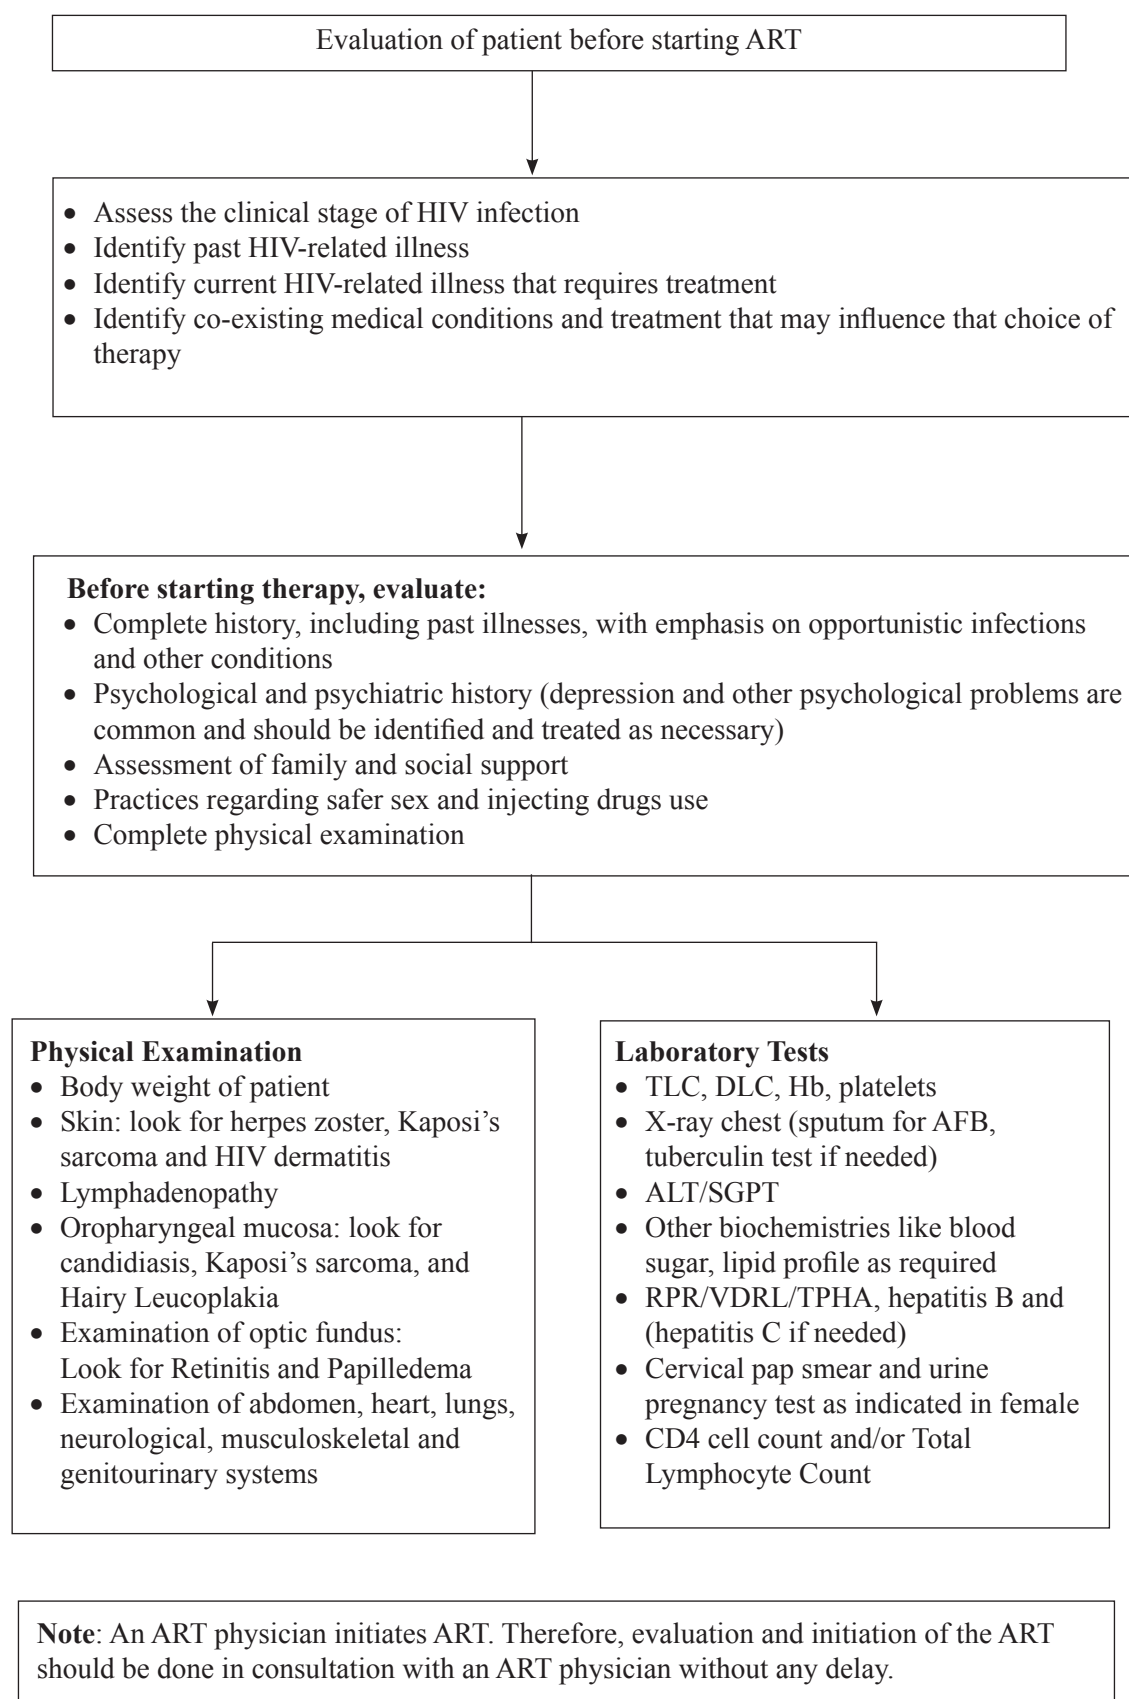 Evaluation of patient before starting ART
• Assess the clinical stage of HIV infection
• Identify past HIV-related illness
• Identify current HIV-related illness that requires treatment
• Identify co-existing medical conditions and treatment that may influence that choice of
therapy
Before starting therapy, evaluate:
• Complete history, including past illnesses, with emphasis on opportunistic infections
and other conditions
• Psychological and psychiatric history (depression and other psychological problems are
common and should be identified and treated as necessary)
• Assessment of family and social support
• Practices regarding safer sex and injecting drugs use
• Complete physical examination
Physical Examination
• Body weight of patient
• Skin: look for herpes zoster, Kaposi’s
sarcoma and HIV dermatitis
• Lymphadenopathy
• Oropharyngeal mucosa: look for
candidiasis, Kaposi’s sarcoma, and
Hairy Leucoplakia
• Examination of optic fundus:
Look for Retinitis and Papilledema
• Examination of abdomen, heart, lungs,
neurological, musculoskeletal and
genitourinary systems
Laboratory Tests
• TLC, DLC, Hb, platelets
• X-ray chest (sputum for AFB,
tuberculin test if needed)
• ALT/SGPT
• Other biochemistries like blood
sugar, lipid profile as required
• RPR/VDRL/TPHA, hepatitis B and
(hepatitis C if needed)
• Cervical pap smear and urine
pregnancy test as indicated in female
• CD4 cell count and/or Total
Lymphocyte Count
Note: An ART physician initiates ART. Therefore, evaluation and initiation of the ART
should be done in consultation with an ART physician without any delay.